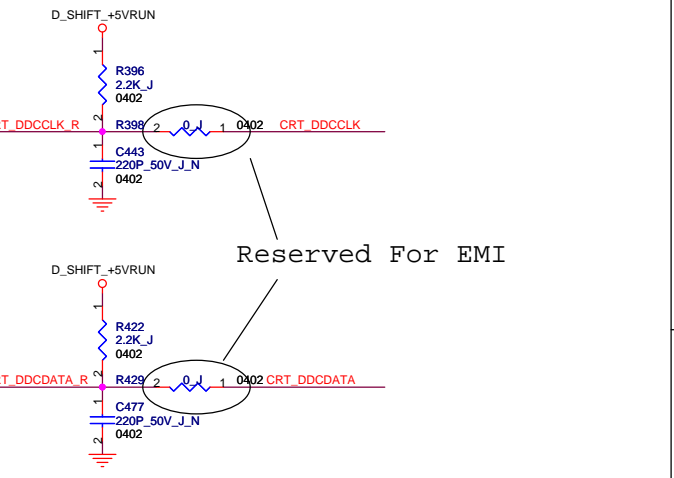 D_SHIFT_+5VRUN
1
R396
2.2K_J
0402
2
RT_DDCCLK_R R398 2 0_J 1 0402 CRT_DDCCLK
1
C443
220P_50V_J_N
2
0402
Reserved For EMI
D_SHIFT_+5VRUN
1
R422
2.2K_J
0402
2
RT_DDCDATA_R R429 2 0_J 1 0402 CRT_DDCDATA
1
C477
220P_50V_J_N
2
0402